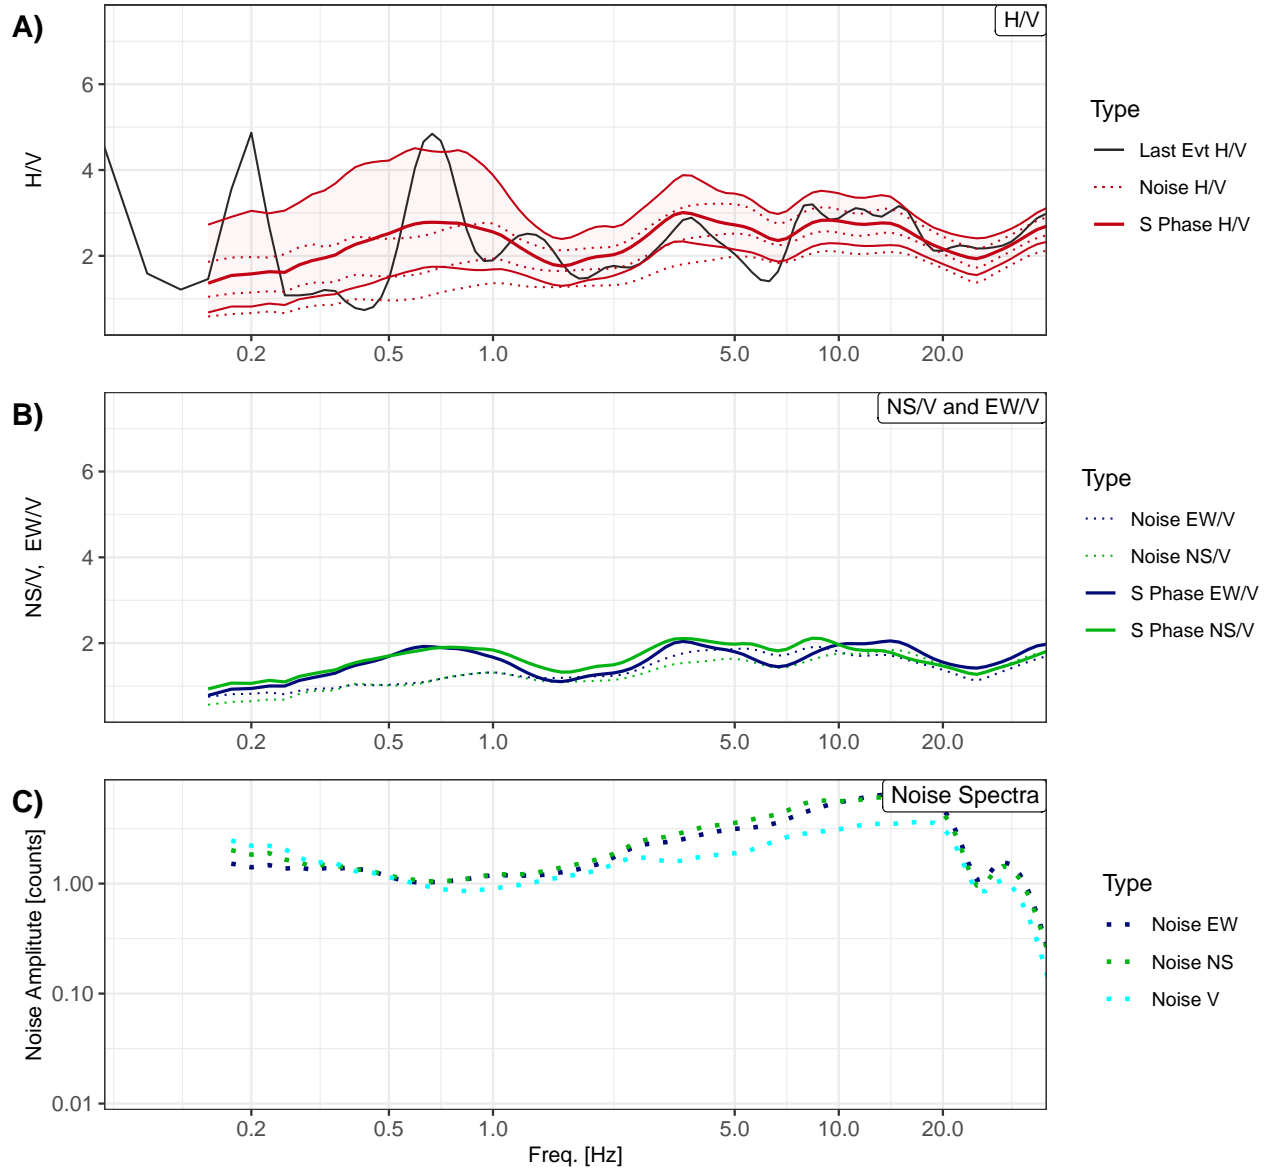 A)
H/V
6
4
2
H/V
0.2 0.5 1.0 5.0 10.0 20.0
Type
Last Evt H/V
Noise H/V
S Phase H/V
B)
NS/V and EW/V
6
4
2
NS/V, EW/V
0.2 0.5 1.0 5.0 10.0 20.0
Type
Noise EW/V
Noise NS/V
S Phase EW/V
S Phase NS/V
C)
Noise Spectra
1.00
0.10
0.01
Noise Amplitude [counts]
0.2 0.5 1.0 5.0 10.0 20.0
Freq. [Hz]
Type
Noise EW
Noise NS
Noise V